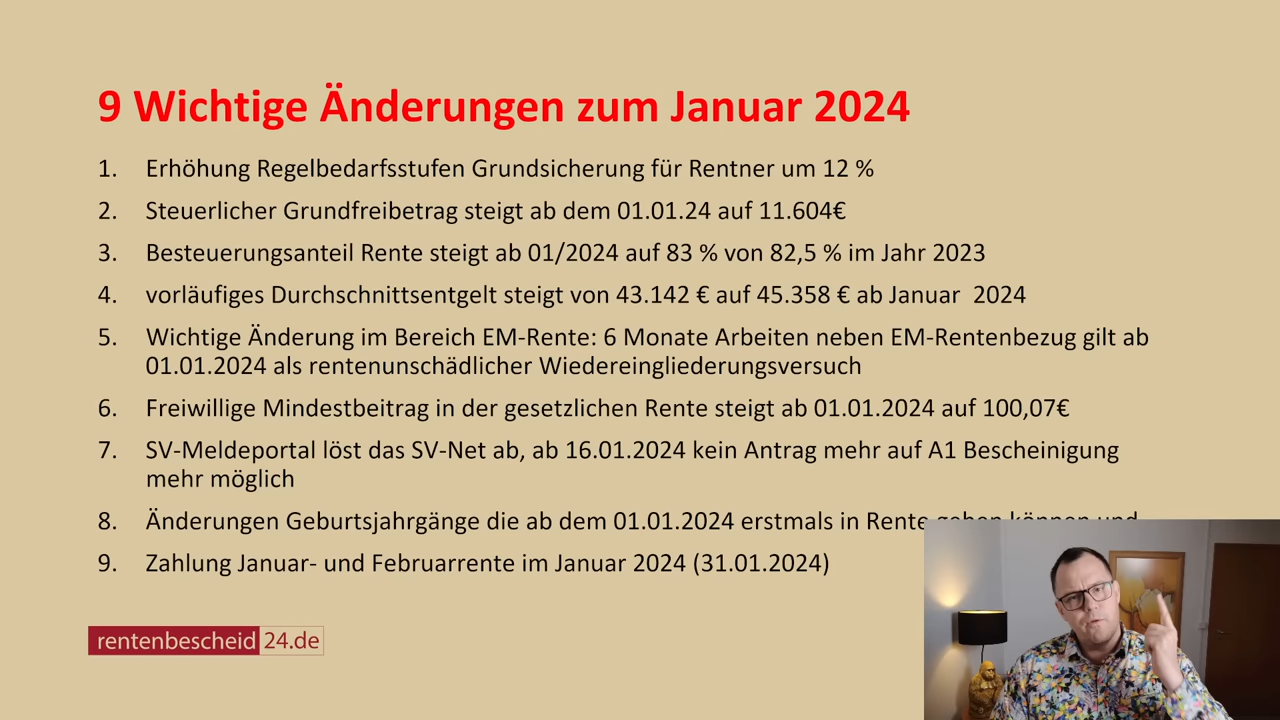 9 Wichtige Änderungen zum Januar 2024
1. Erhöhung Regelbedarfsstufen Grundsicherung für Rentner um 12 %
2. Steuerlicher Grundfreibetrag steigt ab dem 01.01.24 auf 11.604€
3. Besteuerungsanteil Rente steigt ab 01/2024 auf 83 % von 82,5 % im Jahr 2023
4. vorläufiges Durchschnittsentgelt steigt von 43.142 € auf 45.358 € ab Januar 2024
5. Wichtige Änderung im Bereich EM-Rente: 6 Monate Arbeiten neben EM-Rentenbezug gilt ab
01.01.2024 als rentenunschädlicher Wiedereingliederungsversuch
6. Freiwillige Mindestbeitrag in der gesetzlichen Rente steigt ab 01.01.2024 auf 100,07€
7. SV-Meldeportal löst das SV-Net ab, ab 16.01.2024 kein Antrag mehr auf A1 Bescheinigung
mehr möglich
8. Änderungen Geburtsjahrgänge die ab dem 01.01.2024 erstmals in Rente gehen können und
9. Zahlung Januar- und Februarrente im Januar 2024 (31.01.2024)
rentenbescheid 24.de